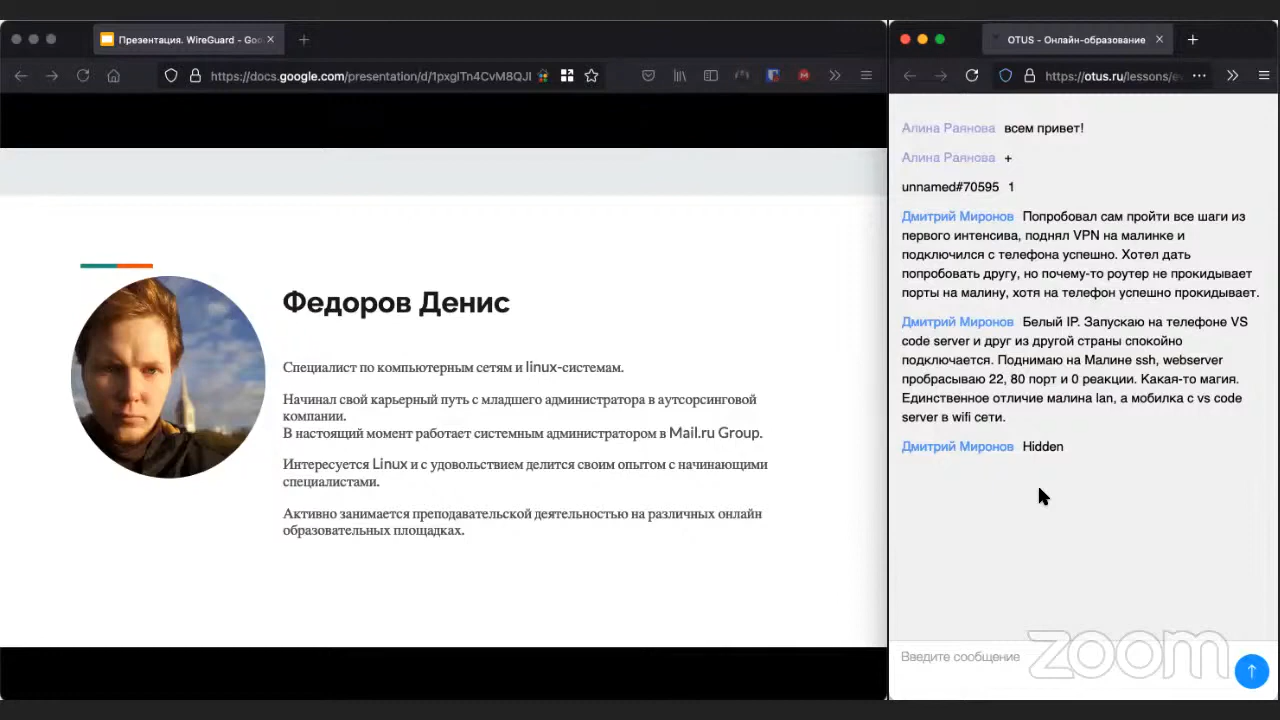 Презентация. WireGuard - Goo
https://docs.google.com/presentation/d/1pxgITn4CvM8QJI
Федоров Денис
Специалист по компьютерным сетям и linux-системам.
Начинал свой карьерный путь с младшего администратора в аутсорсинговой
компании.
В настоящий момент работает системным администратором в Mail.ru Group.
Интересуется Linux и с удовольствием делится своим опытом с начинающими
специалистами.
Активно занимается преподавательской деятельностью на различных онлайн
образовательных площадках.
OTUS - Онлайн-образование
https://otus.ru/lessons/ev
Алина Раянова всем привет!
Алина Раянова +
unnamed#70595 1
Дмитрий Миронов Попробовал сам пройти все шаги из
первого интенсива, поднял VPN на малинке и
подключился с телефона успешно. Хотел дать
попробовать другу, но почему-то роутер не прокидывает
порты на малину, хотя на телефон успешно прокидывает.
Дмитрий Миронов Белый IP. Запускаю на телефоне VS
code server и друг из другой страны спокойно
подключается. Поднимаю на Малине ssh, webserver
пробрасываю 22, 80 порт и 0 реакции. Какая-то магия.
Единственное отличие малина lan, а мобилка с vs code
server в wifi сети.
Дмитрий Миронов Hidden
Введите сообщение
zoom